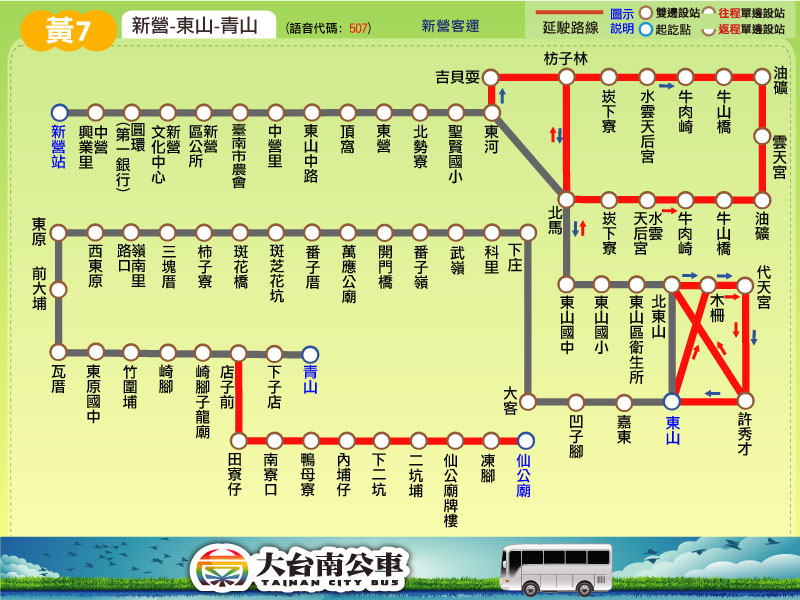 黃7
新營-東山-青山
(語音代碼：507)
新營客運
延駛路線
圖示說明
雙邊設站
起訖點
往程單邊設站
返程單邊設站
新營站
中營興業里
圓環(第一銀行)
新營文化中心
新營區公所
臺南市農會
中營里
東山中路
頂窩
東營
北勢寮
聖賢國小
東河
吉貝耍
枋子林
崁下寮
水雲天后宮
牛肉崎
牛山橋
油礦
雲天宮
油礦
牛山橋
牛肉崎
水雲天后宮
崁下寮
北馬
東山國中
東山國小
東山區衛生所
北東山
木柵
代天宮
許秀才
東山
嘉東
凹子腳
大客
下庄
科里
武嶺
番子嶺
開門橋
萬應公廟
番子厝
斑芝花坑
斑花橋
柿子寮
三塊厝
嶺南里路口
西東原
東原
前大埔
瓦厝
東原國中
竹圍埔
崎腳
崎腳子龍廟
店子前
下子店
青山
田寮仔
南寮口
鴨母寮
內埔仔
下二坑
二坑埔
仙公廟牌樓
凍腳
仙公廟
大台南公車
TAINAN CITY BUS